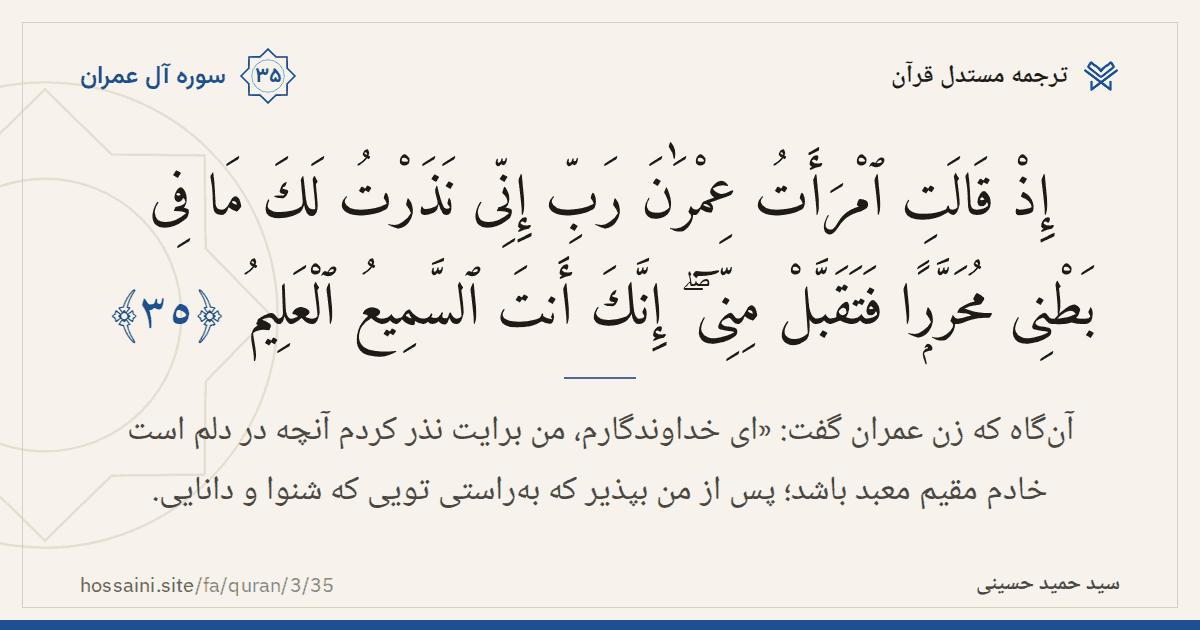 ترجمه مستدل قرآن
۳۵ سوره آل عمران
إِذْ قَالَتِ ٱمْرَأَتُ عِمْرَٰنَ رَبِّ إِنِّى نَذَرْتُ لَكَ مَا فِى
بَطْنِى مُحَرَّرًۭا فَتَقَبَّلْ مِنِّىٓ ۖ إِنَّكَ أَنتَ ٱلسَّمِيعُ ٱلْعَلِيمُ ﴿٣٥﴾
آن‌گاه که زن عمران گفت: «ای خداوندگارم، من برایت نذر کردم آنچه در دلم است
خادم مقیم معبد باشد؛ پس از من بپذیر که به‌راستی تویی که شنوا و دانایی.
سید حمید حسینی
hossaini.site/fa/quran/3/35